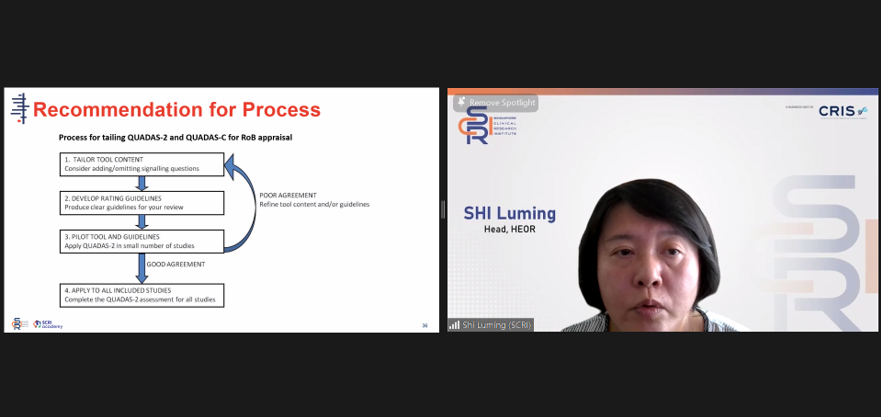 Recommendation for Process
Process for tailing QUADAS-2 and QUADAS-C for RoB appraisal
1. TAILOR TOOL CONTENT
Consider adding/omitting signalling questions
2. DEVELOP RATING GUIDELINES
Produce clear guidelines for your review
3. PILOT TOOL AND GUIDELINES
Apply QUADAS-2 in small number of studies
POOR AGREEMENT
Refine tool content and/or guidelines
GOOD AGREEMENT
4. APPLY TO ALL INCLUDED STUDIES
Complete the QUADAS-2 assessment for all studies
SCRI
academy
36
Remove Spotlight
SCRI
SINGAPORE
CLINICAL
RESEARCH
INSTITUTE
CRIS
SHI Luming
Head, HEOR
Shi Luming (SCRI)